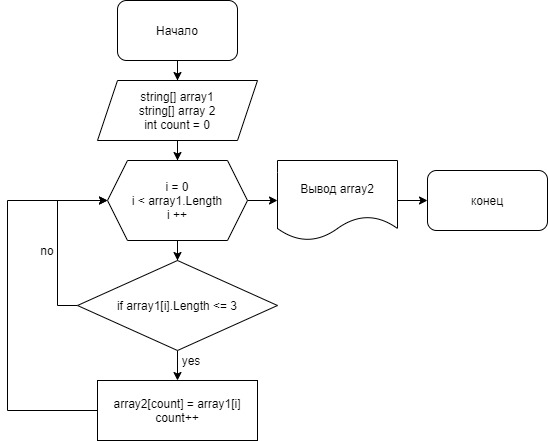 Начало
string[] array1
string[] array 2
int count = 0
i = 0
i < array1.Length
i ++
Вывод array2
конец
no
if array1[i].Length <= 3
yes
array2[count] = array1[i]
count++